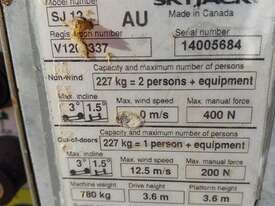 Model number
SKYJACK
SJ 12
AU
Made in Canada
Registration number
Serial number
14005684
Non-wind
Capacity and maximum number of persons
227 kg = 2 persons + equipment
Max. incline
Max. wind speed
Max. manual force
3° 1.5°
0 m/s
400 N
Out-of-doors
Capacity and maximum number of persons
227 kg = 1 person + equipment
Max. incline
Max. wind speed
Max. manual force
3° 1.5°
12.5 m/s
200 N
Machine weight
Drive height
Platform height
780 kg
3.6 m
3.6 m